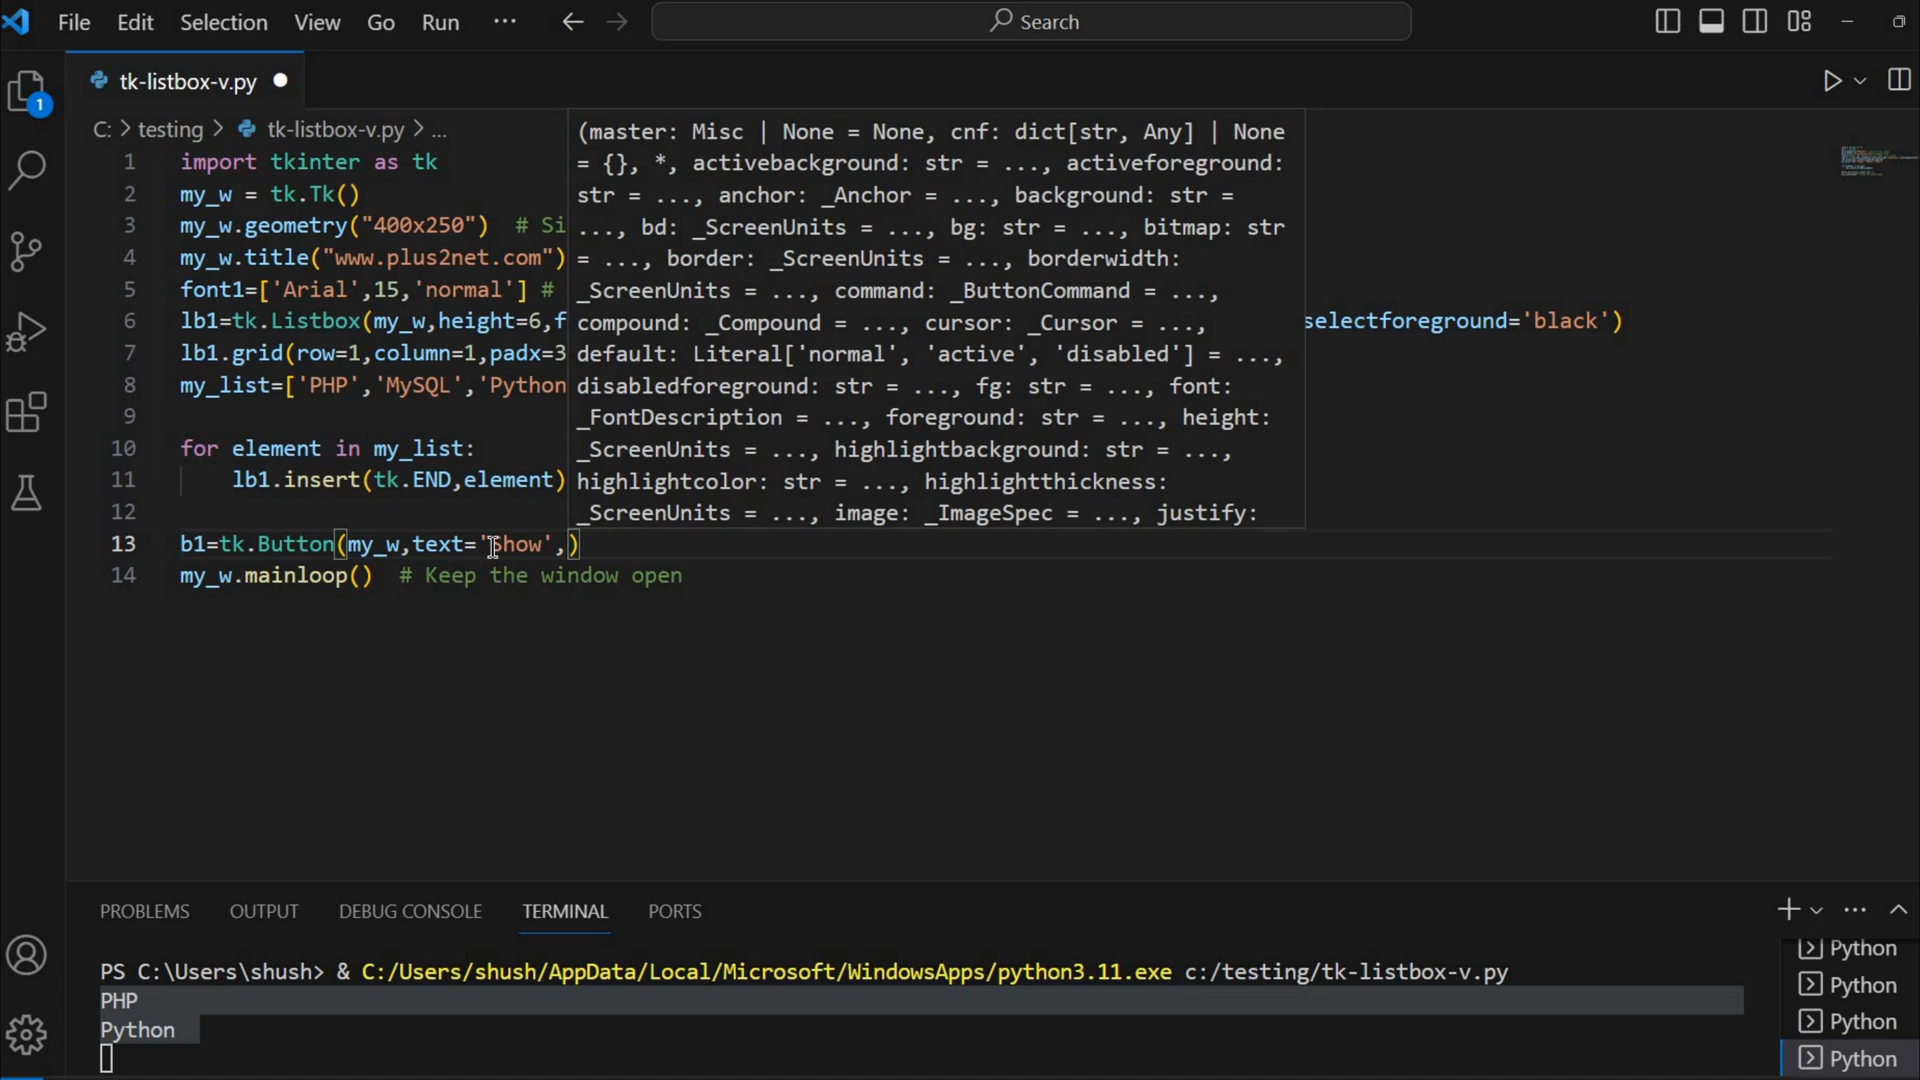 File Edit Selection View Go Run ... Search
tk-listbox-v.py
1
C: > testing > tk-listbox-v.py > ...
1 import tkinter as tk
2 my_w = tk.Tk()
3 my_w.geometry("400x250")  # Si
4 my_w.title("www.plus2net.com")
5 font1=['Arial',15,'normal'] #
6 lb1=tk.Listbox(my_w,height=6,f
selectforeground='black')
7 lb1.grid(row=1,column=1,padx=3
8 my_list=['PHP','MySQL','Python
9
10 for element in my_list:
11 lb1.insert(tk.END,element)
12
13 b1=tk.Button(my_w,text='Show',)
14 my_w.mainloop()  # Keep the window open
(master: Misc | None = None, cnf: dict[str, Any] | None
= {}, *, activebackground: str = ..., activeforeground:
str = ..., anchor: _Anchor = ..., background: str =
..., bd: _ScreenUnits = ..., bg: str = ..., bitmap: str
= ..., border: _ScreenUnits = ..., borderwidth:
_ScreenUnits = ..., command: _ButtonCommand = ...,
compound: _Compound = ..., cursor: _Cursor = ...,
default: Literal['normal', 'active', 'disabled'] = ...,
disabledforeground: str = ..., fg: str = ..., font:
_FontDescription = ..., foreground: str = ..., height:
_ScreenUnits = ..., highlightbackground: str = ...,
highlightcolor: str = ..., highlightthickness:
_ScreenUnits = ..., image: _ImageSpec = ..., justify:
PROBLEMS OUTPUT DEBUG CONSOLE TERMINAL PORTS
PS C:\Users\shush> & C:/Users/shush/AppData/Local/Microsoft/WindowsApps/python3.11.exe c:/testing/tk-listbox-v.py
PHP
Python
Python
Python
Python
Python